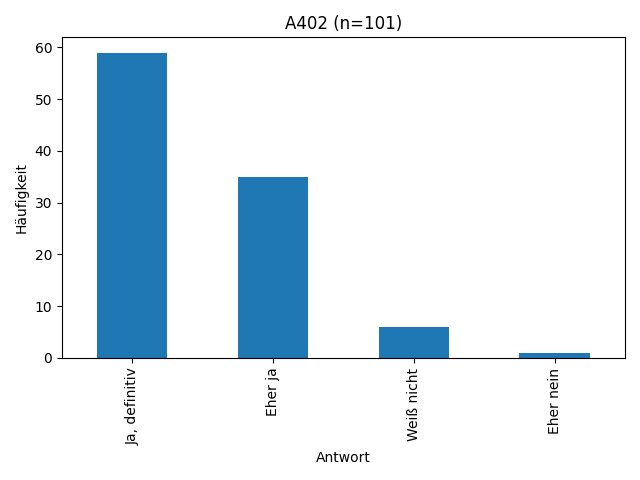 A402 (n=101)
Häufigkeit
60
50
40
30
20
10
0
Ja, definitiv
Eher ja
Weiß nicht
Eher nein
Antwort